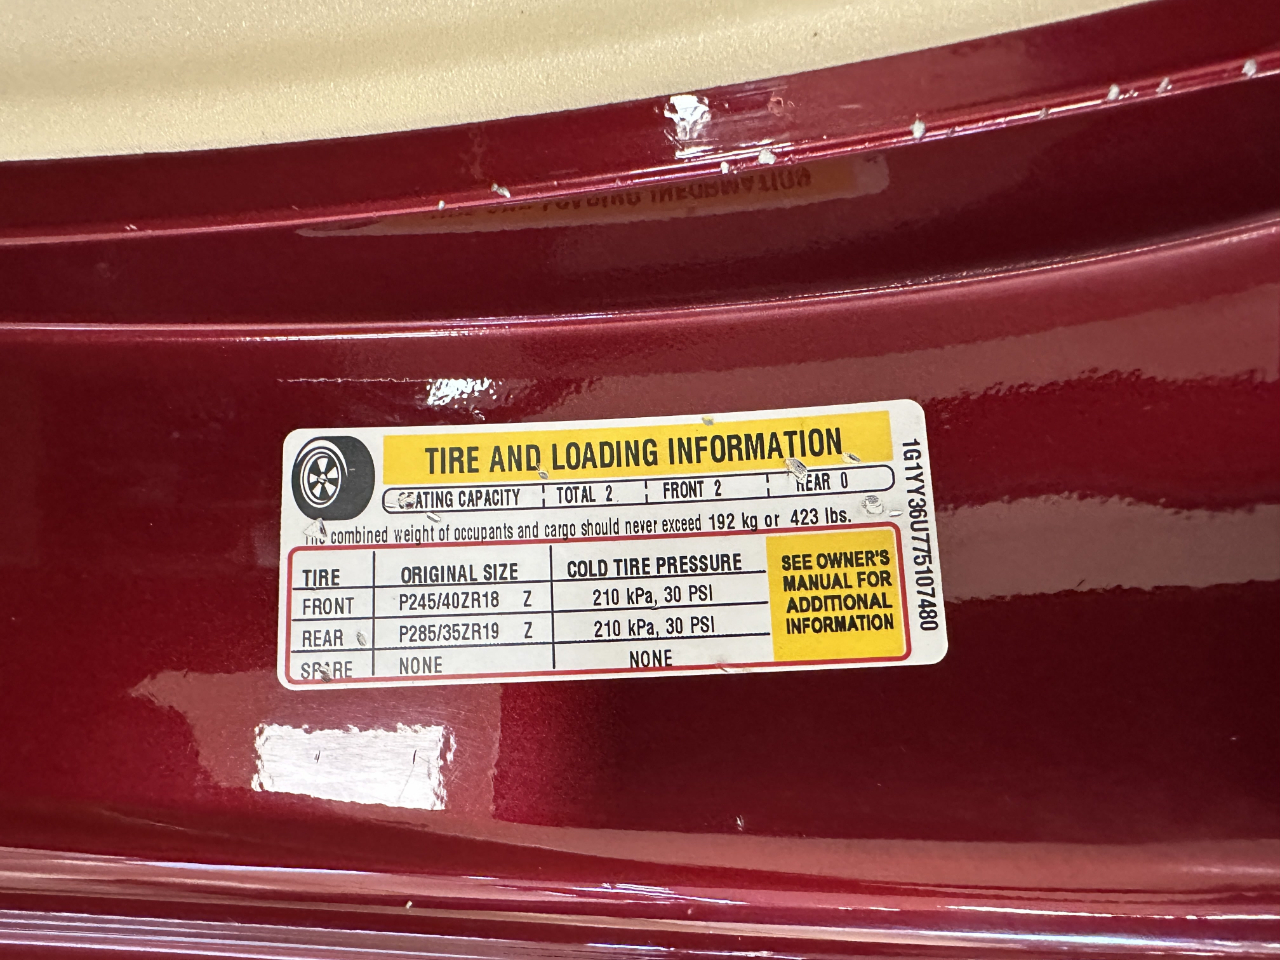 TIRE AND LOADING INFORMATION
SEATING CAPACITY TOTAL 2 FRONT 2 REAR 0
The combined weight of occupants and cargo should never exceed 192 kg or 423 lbs.
TIRE ORIGINAL SIZE COLD TIRE PRESSURE
FRONT P245/40ZR18 Z 210 kPa, 30 PSI
REAR P285/35ZR19 Z 210 kPa, 30 PSI
SPARE NONE NONE
SEE OWNER'S
MANUAL FOR
ADDITIONAL
INFORMATION
1G1YY36U775107480